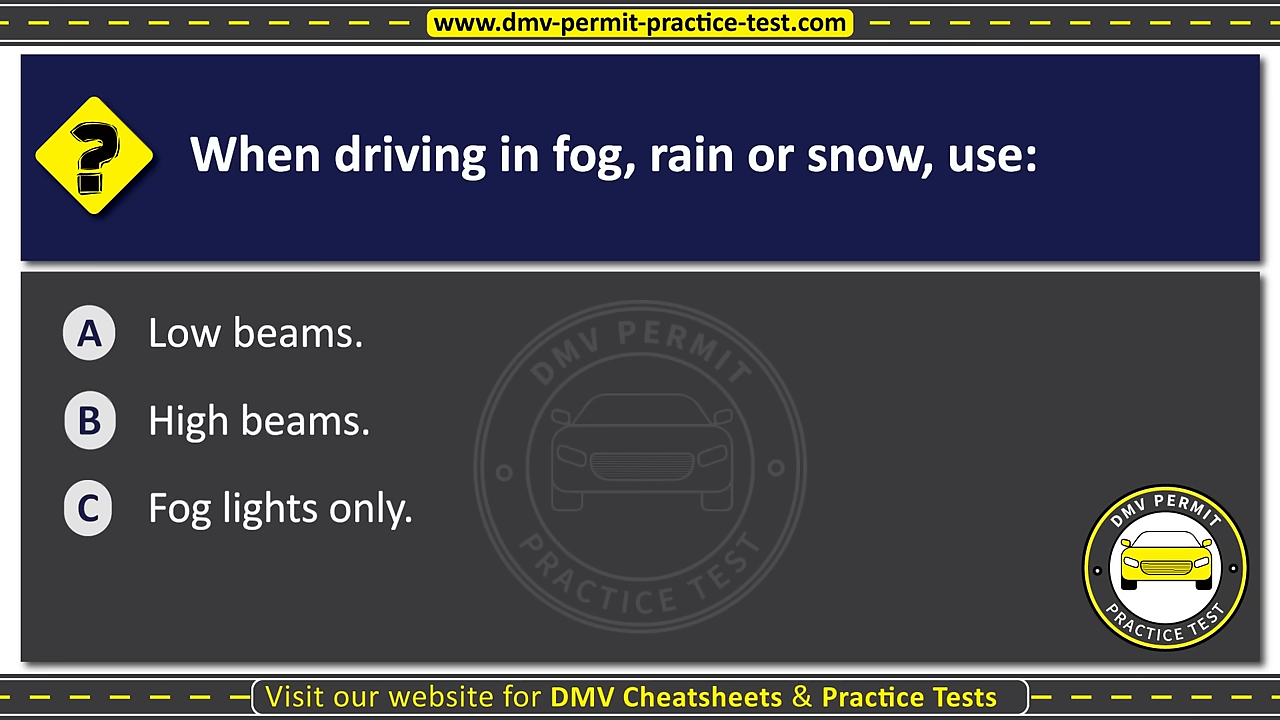 www.dmv-permit-practice-test.com
?
When driving in fog, rain or snow, use:
A Low beams.
B High beams.
C Fog lights only.
DMV PERMIT
PRACTICE TEST
DMV PERMIT
PRACTICE TEST
Visit our website for DMV Cheatsheets & Practice Tests